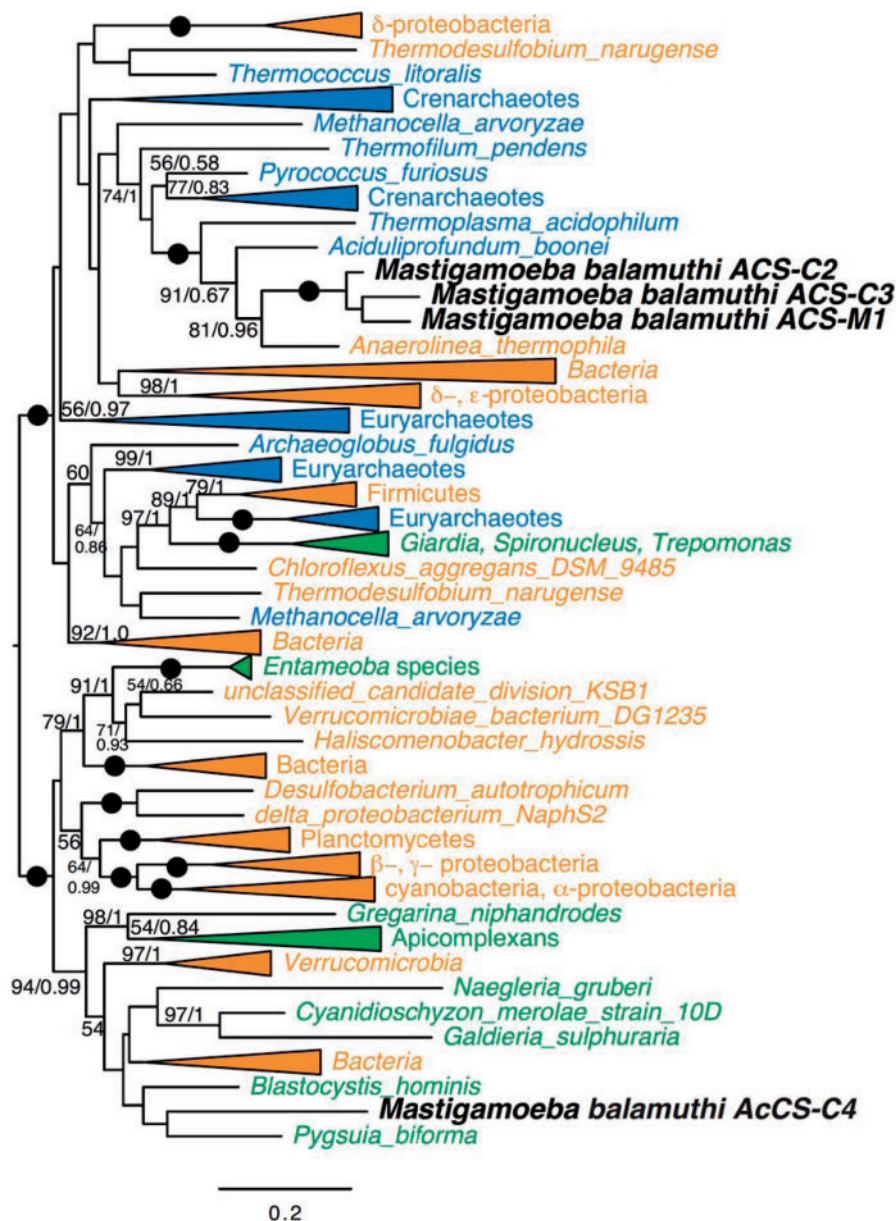 δ-proteobacteria
Thermodesulfobium_narugense
Thermococcus_litoralis
Crenarchaeotes
Methanocella_arvoryzae
Thermofilum_pendens
56/0.58
Pyrococcus_furiosus
74/1
77/0.83
Crenarchaeotes
Thermoplasma_acidophilum
Aciduliprofundum_boonei
Mastigamoeba balamuthi ACS-C2
91/0.67
Mastigamoeba balamuthi ACS-C3
Mastigamoeba balamuthi ACS-M1
81/0.96
Anaerolinea_thermophila
Bacteria
98/1
δ–, ε-proteobacteria
56/0.97
Euryarchaeotes
Archaeoglobus_fulgidus
60
99/1
Euryarchaeotes
79/1
Firmicutes
89/1
97/1
Euryarchaeotes
64/
0.86
Giardia, Spironucleus, Trepomonas
Chloroflexus_aggregans_DSM_9485
Thermodesulfobium_narugense
Methanocella_arvoryzae
92/1.0
Bacteria
Entameoba species
91/1
54/0.66
unclassified_candidate_division_KSB1
79/1
71/
0.93
Verrucomicrobiae_bacterium_DG1235
Haliscomenobacter_hydrossis
Bacteria
Desulfobacterium_autotrophicum
delta_proteobacterium_NaphS2
56
Planctomycetes
64/
0.99
β–, γ– proteobacteria
cyanobacteria, α-proteobacteria
98/1
Gregarina_niphandrodes
54/0.84
Apicomplexans
97/1
Verrucomicrobia
94/0.99
Naegleria_gruberi
54
97/1
Cyanidioschyzon_merolae_strain_10D
Galdieria_sulphuraria
Bacteria
Blastocystis_hominis
Mastigamoeba balamuthi AcCS-C4
Pygsuia_biforma
0.2